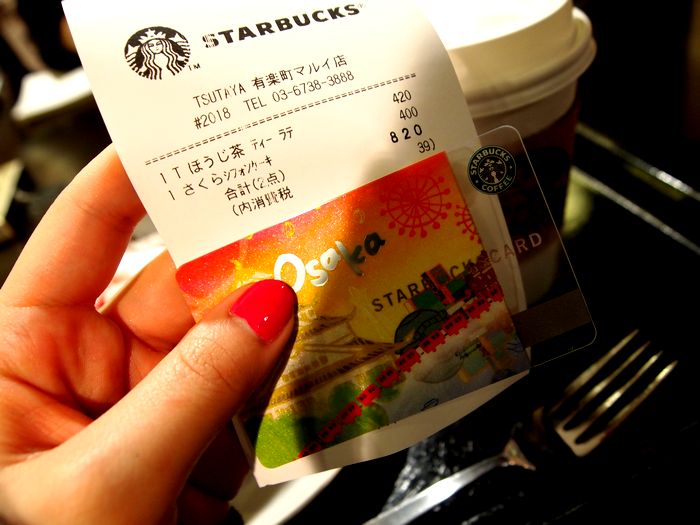 STARBUCKS
TSUTAYA 有楽町マルイ店
#2018 TEL 03-6738-3888
1 T ほうじ茶 ティー ラテ 420
1 さくらシフォンケーキ 400
合計(2点) 820
(内消費税 39)
Osaka
STARBUCKS CARD
STARBUCKS COFFEE